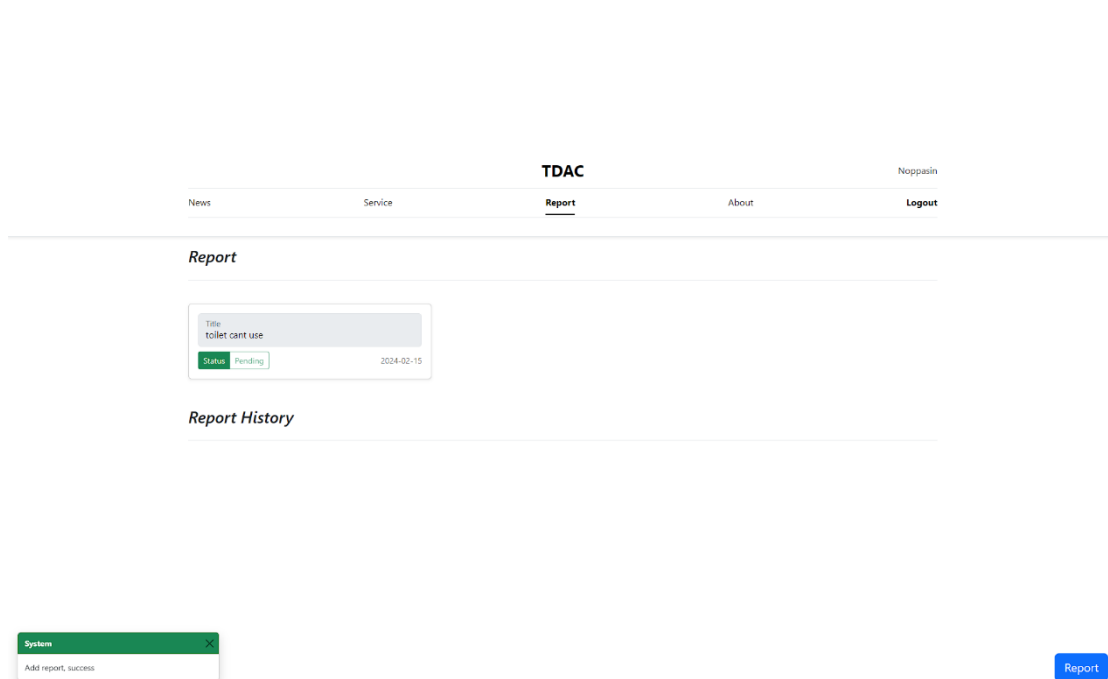 TDAC
Noppasin
News Service Report About Logout
Report
Title
toilet cant use
Status Pending 2024-02-15
Report History
System
Add report, success
Report